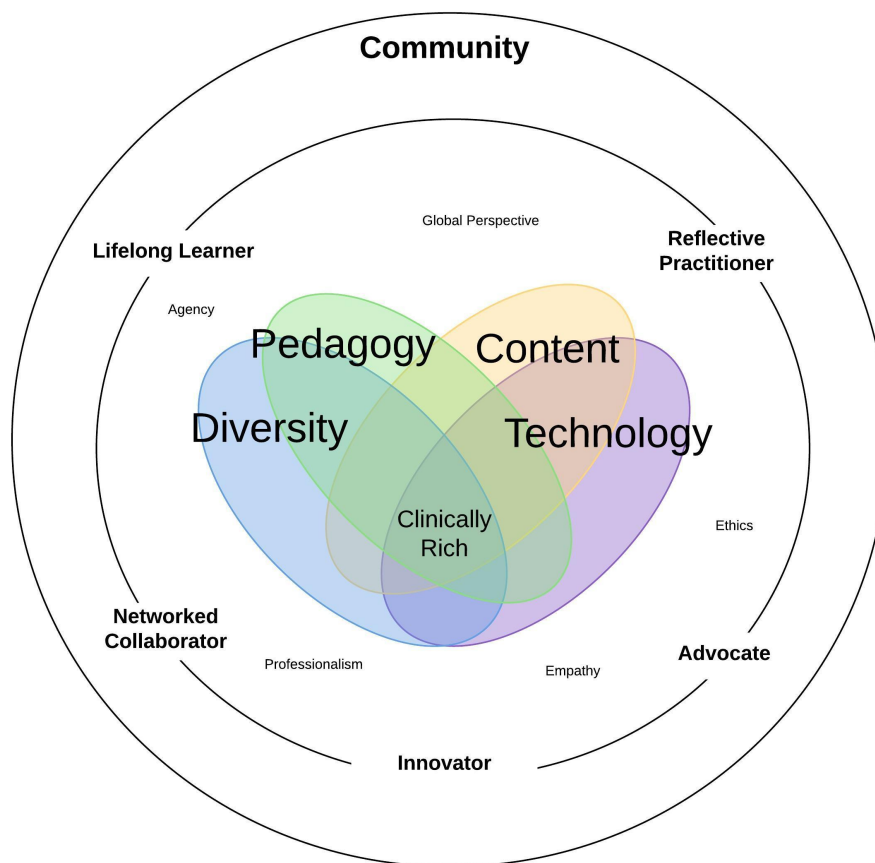 Community
Global Perspective
Lifelong Learner
Reflective
Practitioner
Agency
Pedagogy
Content
Diversity
Technology
Clinically
Rich
Ethics
Networked
Collaborator
Advocate
Professionalism
Empathy
Innovator